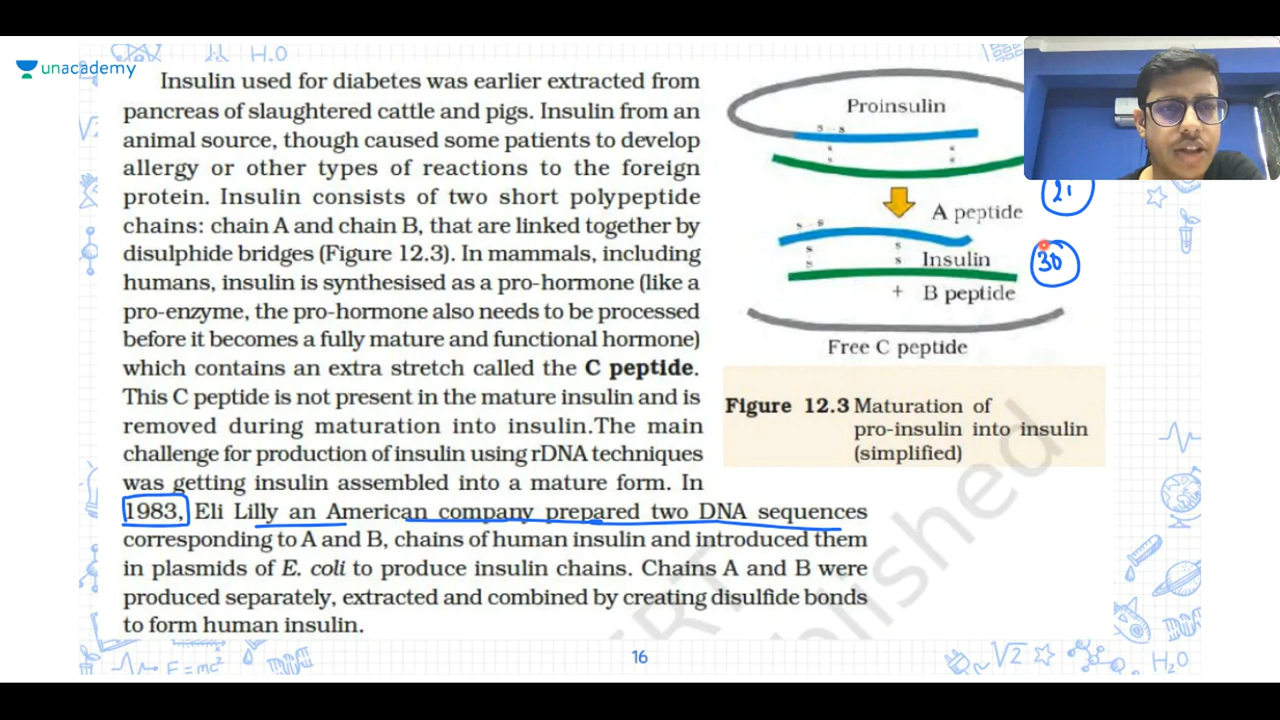 H.O
unacademy
Insulin used for diabetes was earlier extracted from
pancreas of slaughtered cattle and pigs. Insulin from an
animal source, though caused some patients to develop
allergy or other types of reactions to the foreign
protein. Insulin consists of two short polypeptide
chains: chain A and chain B, that are linked together by
disulphide bridges (Figure 12.3). In mammals, including
humans, insulin is synthesised as a pro-hormone (like a
pro-enzyme, the pro-hormone also needs to be processed
before it becomes a fully mature and functional hormone)
which contains an extra stretch called the C peptide.
This C peptide is not present in the mature insulin and is
removed during maturation into insulin.The main
challenge for production of insulin using rDNA techniques
was getting insulin assembled into a mature form. In
1983, Eli Lilly an American company prepared two DNA sequences
corresponding to A and B, chains of human insulin and introduced them
in plasmids of E. coli to produce insulin chains. Chains A and B were
produced separately, extracted and combined by creating disulfide bonds
to form human insulin.
Proinsulin
s - s
s s
s s
21
A peptide
s - s
s s
s s
Insulin
30
+ B peptide
Free C peptide
Figure 12.3 Maturation of
pro-insulin into insulin
(simplified)
16
F=mc²
√2
H₂O